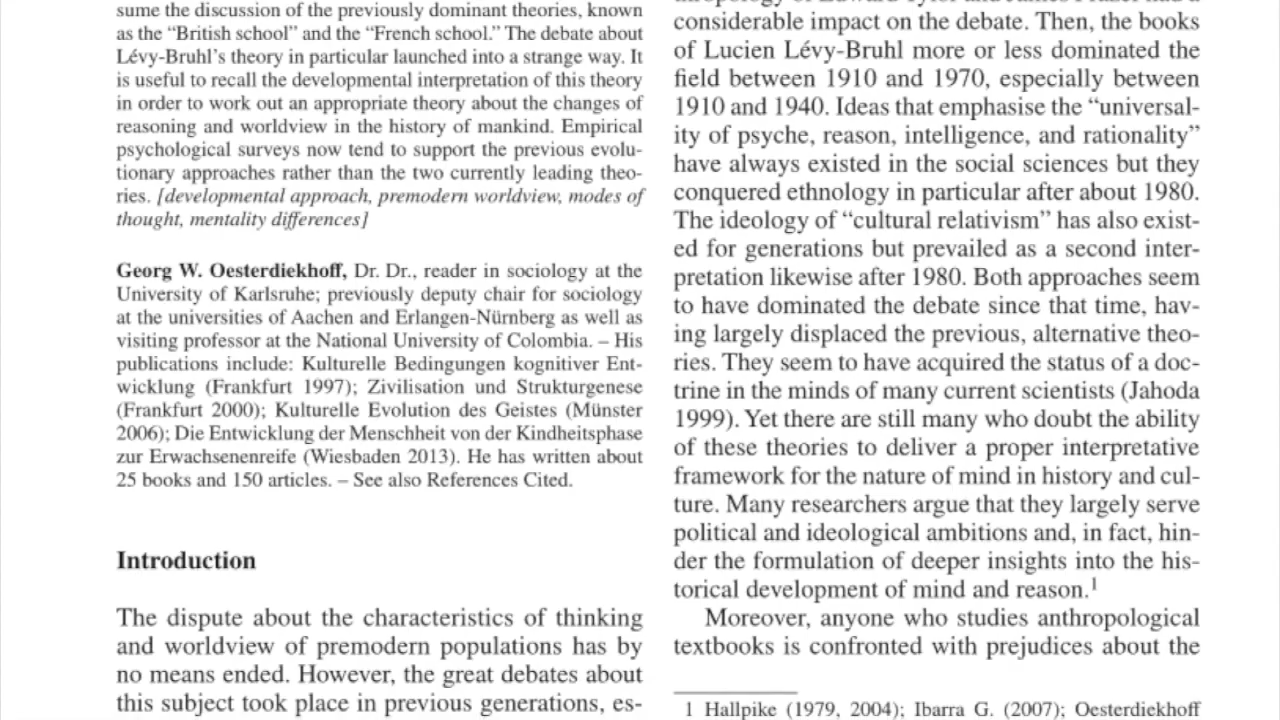 sume the discussion of the previously dominant theories, known
as the “British school” and the “French school.” The debate about
Lévy-Bruhl’s theory in particular launched into a strange way. It
is useful to recall the developmental interpretation of this theory
in order to work out an appropriate theory about the changes of
reasoning and worldview in the history of mankind. Empirical
psychological surveys now tend to support the previous evolu-
tionary approaches rather than the two currently leading theo-
ries. [developmental approach, premodern worldview, modes of
thought, mentality differences]
Georg W. Oesterdiekhoff, Dr. Dr., reader in sociology at the
University of Karlsruhe; previously deputy chair for sociology
at the universities of Aachen and Erlangen-Nürnberg as well as
visiting professor at the National University of Colombia. – His
publications include: Kulturelle Bedingungen kognitiver Ent-
wicklung (Frankfurt 1997); Zivilisation und Strukturgenese
(Frankfurt 2000); Kulturelle Evolution des Geistes (Münster
2006); Die Entwicklung der Menschheit von der Kindheitsphase
zur Erwachsenenreife (Wiesbaden 2013). He has written about
25 books and 150 articles. – See also References Cited.
Introduction
The dispute about the characteristics of thinking
and worldview of premodern populations has by
no means ended. However, the great debates about
this subject took place in previous generations, es-
considerable impact on the debate. Then, the books
of Lucien Lévy-Bruhl more or less dominated the
field between 1910 and 1970, especially between
1910 and 1940. Ideas that emphasise the “universal-
ity of psyche, reason, intelligence, and rationality”
have always existed in the social sciences but they
conquered ethnology in particular after about 1980.
The ideology of “cultural relativism” has also exist-
ed for generations but prevailed as a second inter-
pretation likewise after 1980. Both approaches seem
to have dominated the debate since that time, hav-
ing largely displaced the previous, alternative theo-
ries. They seem to have acquired the status of a doc-
trine in the minds of many current scientists (Jahoda
1999). Yet there are still many who doubt the ability
of these theories to deliver a proper interpretative
framework for the nature of mind in history and cul-
ture. Many researchers argue that they largely serve
political and ideological ambitions and, in fact, hin-
der the formulation of deeper insights into the his-
torical development of mind and reason.¹
Moreover, anyone who studies anthropological
textbooks is confronted with prejudices about the
1 Hallpike (1979, 2004); Ibarra G. (2007); Oesterdiekhoff